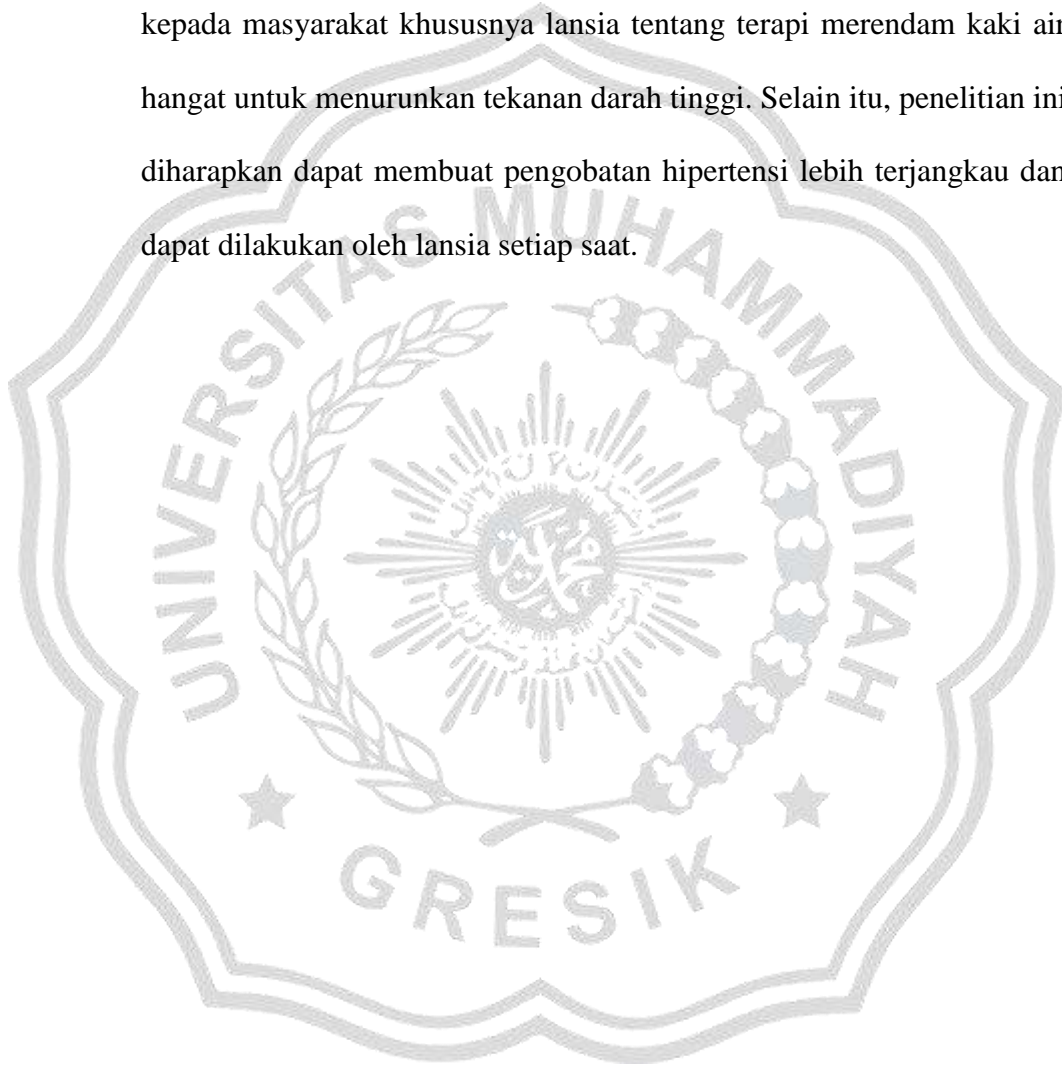 kepada masyarakat khususnya lansia tentang terapi merendam kaki air
hangat untuk menurunkan tekanan darah tinggi. Selain itu, penelitian ini
diharapkan dapat membuat pengobatan hipertensi lebih terjangkau dan
dapat dilakukan oleh lansia setiap saat.
UNIVERSITAS MUHAMMADIYAH
GRESIK